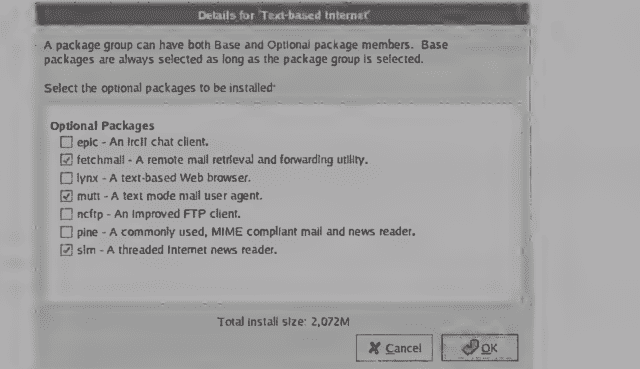 Details for 'Text-based Internet'
A package group can have both Base and Optional package members. Base
packages are always selected as long as the package group is selected.
Select the optional packages to be installed:
Optional Packages
epic - An ircII chat client.
fetchmail - A remote mail retrieval and forwarding utility.
lynx - A text-based Web browser.
mutt - A text mode mail user agent.
ncftp - An improved FTP client.
pine - A commonly used, MIME compliant mail and news reader.
slrn - A threaded Internet news reader.
Total install size: 2,072M
Cancel OK